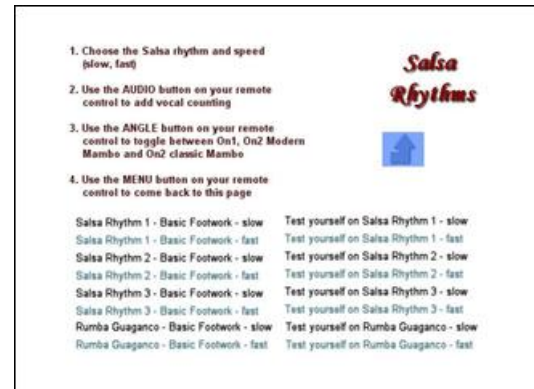 1. Choose the Salsa rhythm and speed
(slow, fast)
2. Use the AUDIO button on your remote
control to add vocal counting
3. Use the ANGLE button on your remote
control to toggle between On1, On2 Modern
Mambo and On2 classic Mambo
4. Use the MENU button on your remote
control to come back to this page
Salsa
Rhythms
Salsa Rhythm 1 - Basic Footwork - slow
Salsa Rhythm 1 - Basic Footwork - fast
Salsa Rhythm 2 - Basic Footwork - slow
Salsa Rhythm 2 - Basic Footwork - fast
Salsa Rhythm 3 - Basic Footwork - slow
Salsa Rhythm 3 - Basic Footwork - fast
Rumba Guaganco - Basic Footwork - slow
Rumba Guaganco - Basic Footwork - fast
Test yourself on Salsa Rhythm 1 - slow
Test yourself on Salsa Rhythm 1 - fast
Test yourself on Salsa Rhythm 2 - slow
Test yourself on Salsa Rhythm 2 - fast
Test yourself on Salsa Rhythm 3 - slow
Test yourself on Salsa Rhythm 3 - fast
Test yourself on Rumba Guaganco - slow
Test yourself on Rumba Guaganco - fast